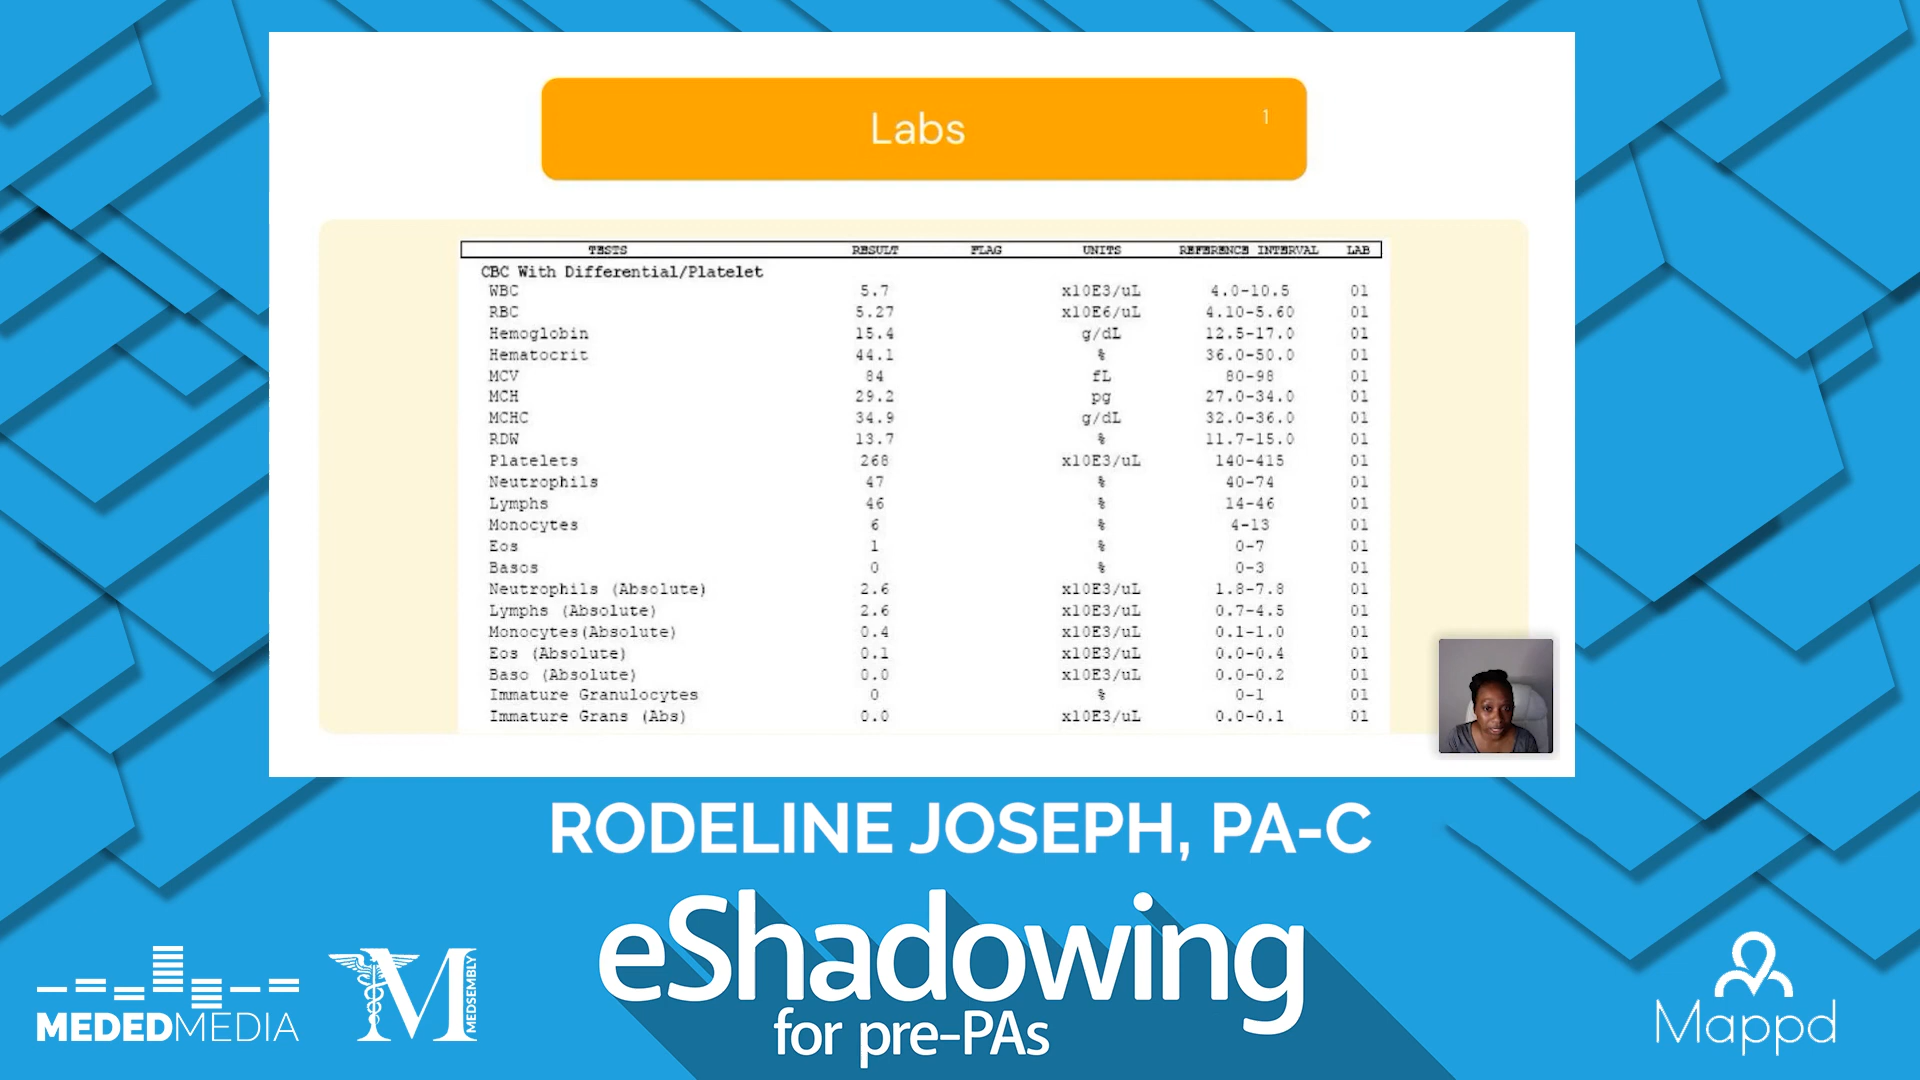 Labs
1
TESTS RESULT FLAG UNITS REFERENCE INTERVAL LAB
CBC With Differential/Platelet
WBC 5.7 x10E3/uL 4.0-10.5 01
RBC 5.27 x10E6/uL 4.10-5.60 01
Hemoglobin 15.4 g/dL 12.5-17.0 01
Hematocrit 44.1 % 36.0-50.0 01
MCV 84 fL 80-98 01
MCH 29.2 pg 27.0-34.0 01
MCHC 34.9 g/dL 32.0-36.0 01
RDW 13.7 % 11.7-15.0 01
Platelets 268 x10E3/uL 140-415 01
Neutrophils 47 % 40-74 01
Lymphs 46 % 14-46 01
Monocytes 6 % 4-13 01
Eos 1 % 0-7 01
Basos 0 % 0-3 01
Neutrophils (Absolute) 2.6 x10E3/uL 1.8-7.8 01
Lymphs (Absolute) 2.6 x10E3/uL 0.7-4.5 01
Monocytes(Absolute) 0.4 x10E3/uL 0.1-1.0 01
Eos (Absolute) 0.1 x10E3/uL 0.0-0.4 01
Baso (Absolute) 0.0 x10E3/uL 0.0-0.2 01
Immature Granulocytes 0 % 0-1 01
Immature Grans (Abs) 0.0 x10E3/uL 0.0-0.1 01
RODELINE JOSEPH, PA-C
eShadowing
for pre-PAs
MEDEDMEDIA
M MEDSEMBLY
Mappd